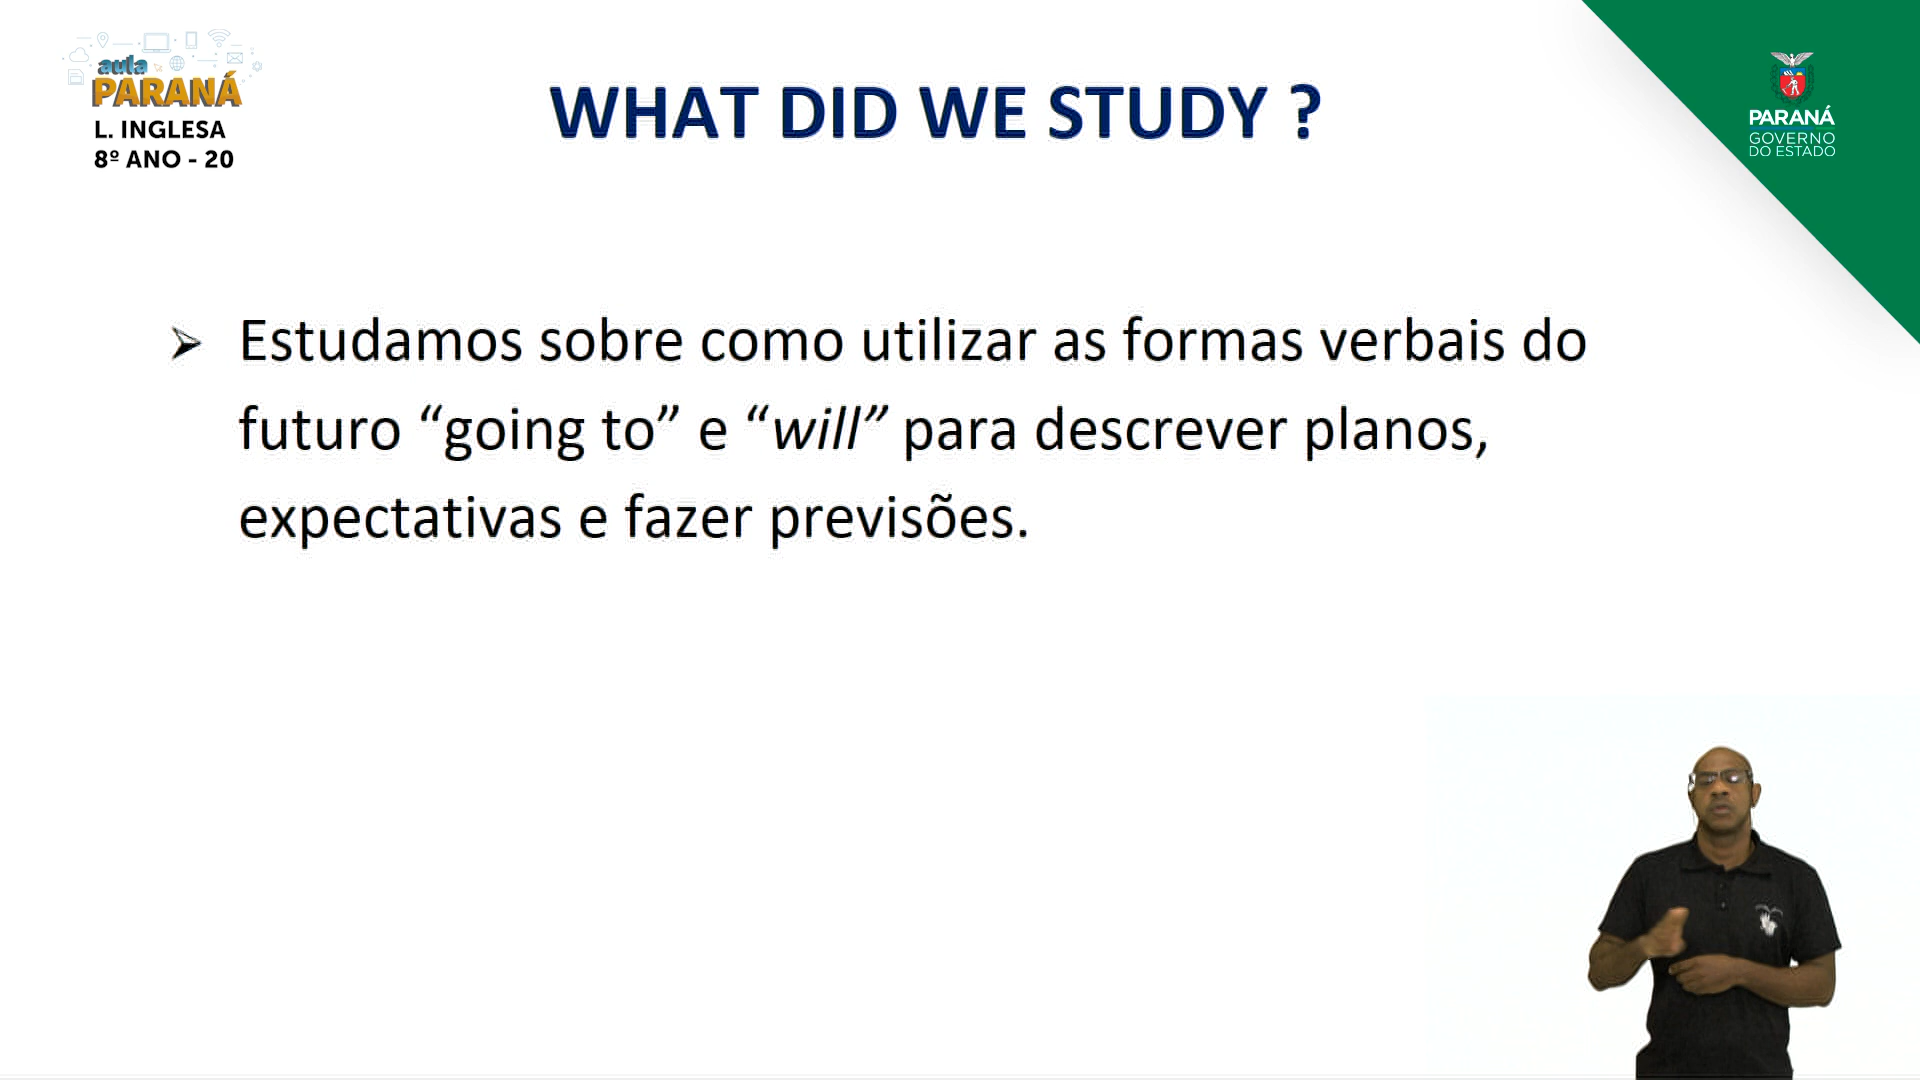 aula
PARANÁ
L. INGLESA
8º ANO - 20
WHAT DID WE STUDY ?
PARANÁ
GOVERNO
DO ESTADO
➢ Estudamos sobre como utilizar as formas verbais do
futuro “going to” e “will” para descrever planos,
expectativas e fazer previsões.